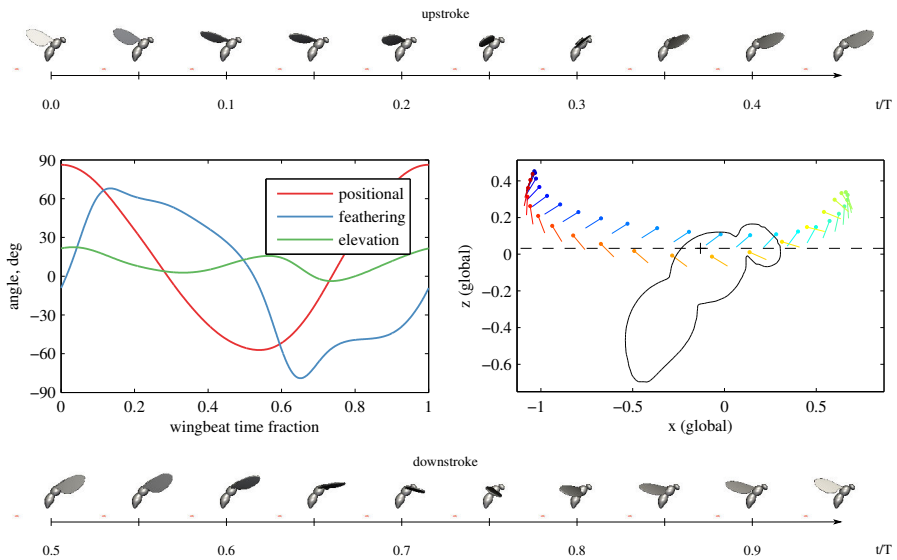 upstroke
0.0 0.1 0.2 0.3 0.4 t/T
90
60
30
0
−30
−60
−90
angle, deg
positional
feathering
elevation
0 0.2 0.4 0.6 0.8 1
wingbeat time fraction
0.4
0.2
0
−0.2
−0.4
−0.6
z (global)
−1 −0.5 0 0.5
x (global)
downstroke
0.5 0.6 0.7 0.8 0.9 t/T